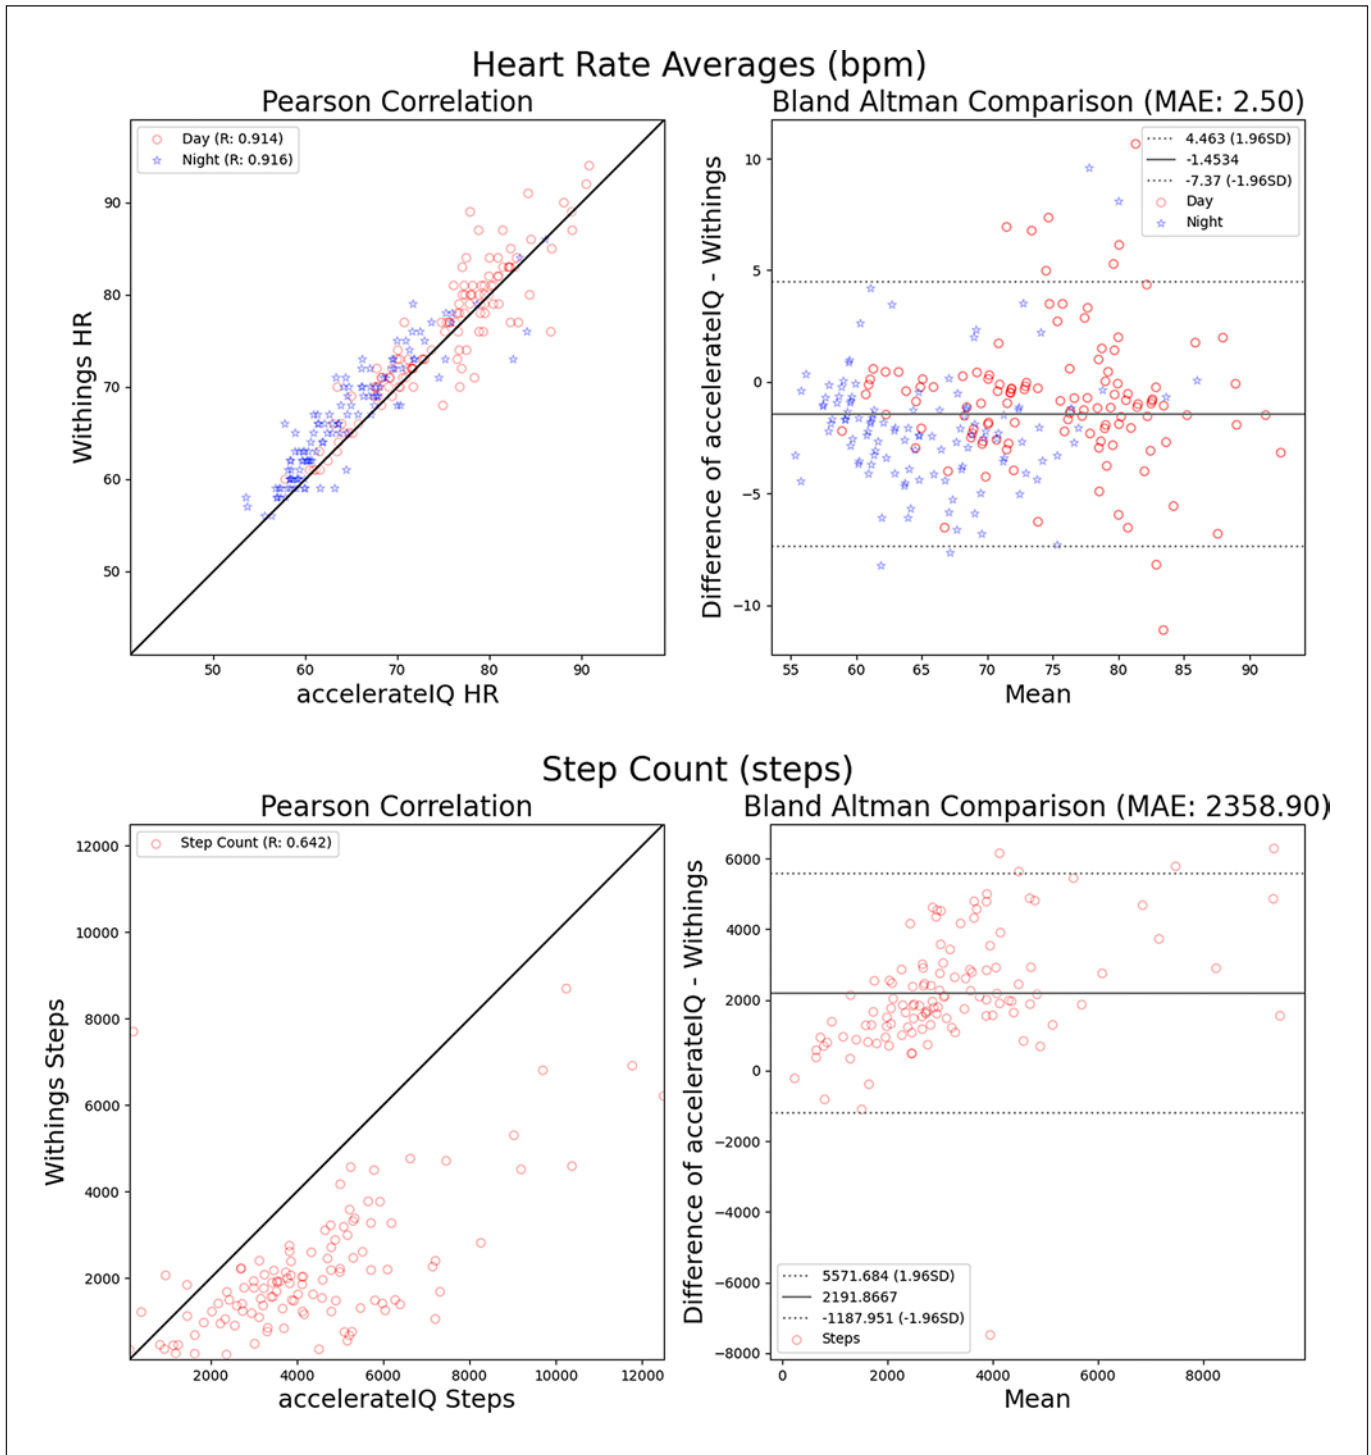 Heart Rate Averages (bpm)
Pearson Correlation
Day (R: 0.914)
Night (R: 0.916)
90
80
70
60
50
Withings HR
50 60 70 80 90
accelerateIQ HR
Bland Altman Comparison (MAE: 2.50)
4.463 (1.96SD)
-1.4534
-7.37 (-1.96SD)
Day
Night
10
5
0
−5
−10
Difference of accelerateIQ - Withings
55 60 65 70 75 80 85 90
Mean
Step Count (steps)
Pearson Correlation
Step Count (R: 0.642)
12000
10000
8000
6000
4000
2000
Withings Steps
2000 4000 6000 8000 10000 12000
accelerateIQ Steps
Bland Altman Comparison (MAE: 2358.90)
6000
4000
2000
0
−2000
−4000
−6000
−8000
Difference of accelerateIQ - Withings
5571.684 (1.96SD)
2191.8667
-1187.951 (-1.96SD)
Steps
0 2000 4000 6000 8000
Mean